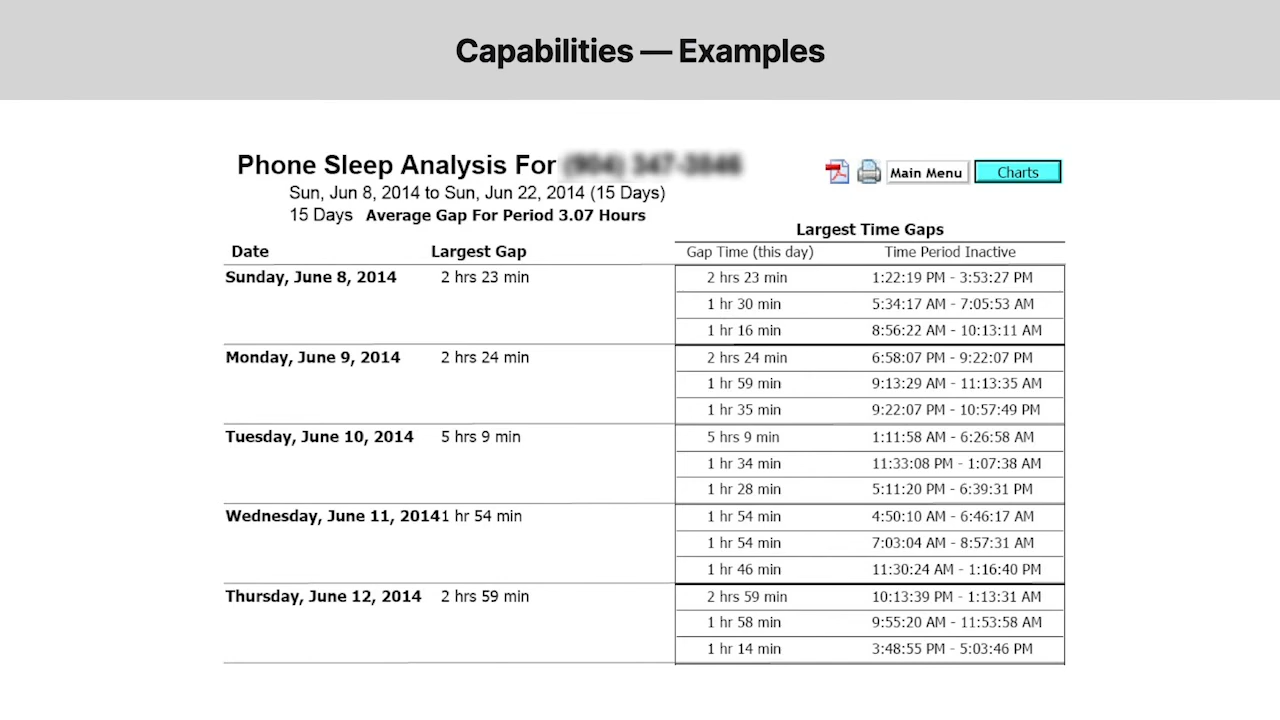 Capabilities — Examples
Phone Sleep Analysis For
Main Menu
Charts
Sun, Jun 8, 2014 to Sun, Jun 22, 2014 (15 Days)
15 Days Average Gap For Period 3.07 Hours
Largest Time Gaps
Date Largest Gap Gap Time (this day) Time Period Inactive
Sunday, June 8, 2014 2 hrs 23 min 2 hrs 23 min 1:22:19 PM - 3:53:27 PM
1 hr 30 min 5:34:17 AM - 7:05:53 AM
1 hr 16 min 8:56:22 AM - 10:13:11 AM
Monday, June 9, 2014 2 hrs 24 min 2 hrs 24 min 6:58:07 PM - 9:22:07 PM
1 hr 59 min 9:13:29 AM - 11:13:35 AM
1 hr 35 min 9:22:07 PM - 10:57:49 PM
Tuesday, June 10, 2014 5 hrs 9 min 5 hrs 9 min 1:11:58 AM - 6:26:58 AM
1 hr 34 min 11:33:08 PM - 1:07:38 AM
1 hr 28 min 5:11:20 PM - 6:39:31 PM
Wednesday, June 11, 2014 1 hr 54 min 1 hr 54 min 4:50:10 AM - 6:46:17 AM
1 hr 54 min 7:03:04 AM - 8:57:31 AM
1 hr 46 min 11:30:24 AM - 1:16:40 PM
Thursday, June 12, 2014 2 hrs 59 min 2 hrs 59 min 10:13:39 PM - 1:13:31 AM
1 hr 58 min 9:55:20 AM - 11:53:58 AM
1 hr 14 min 3:48:55 PM - 5:03:46 PM